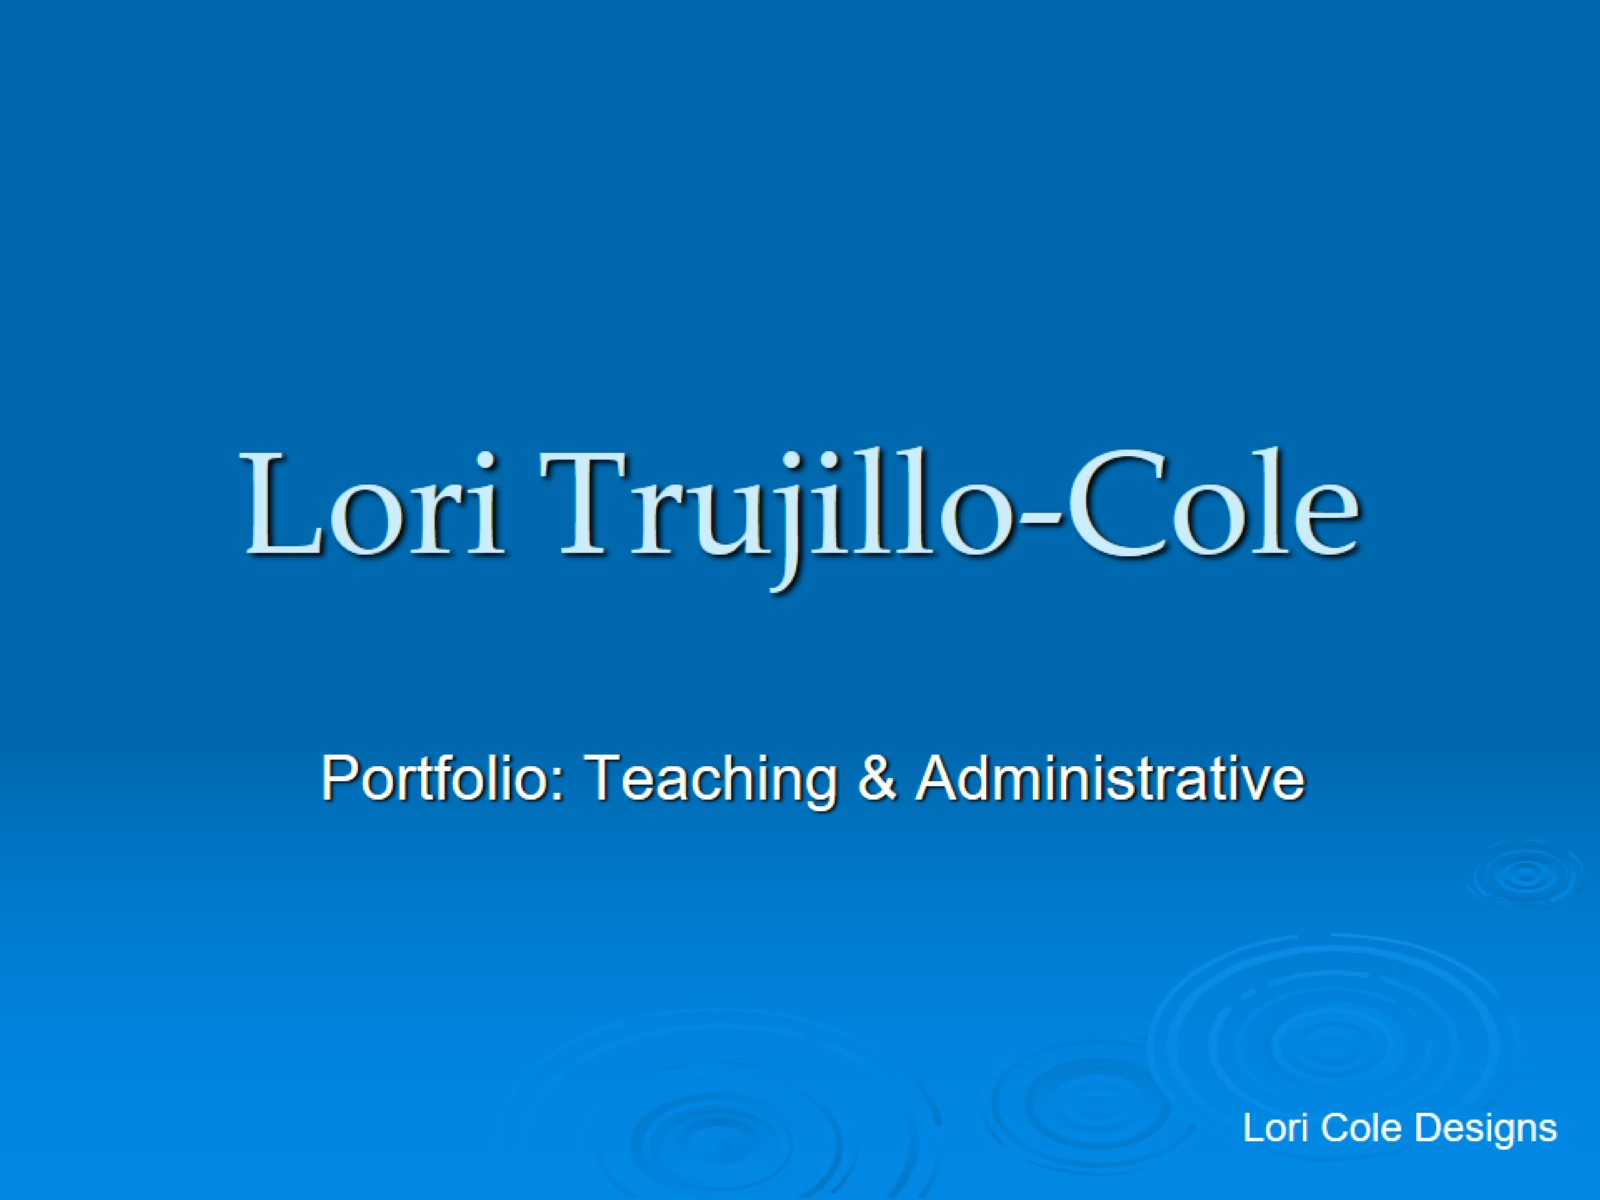 Lori Trujillo-Cole
Portfolio: Teaching & Administrative
Lori Cole Designs